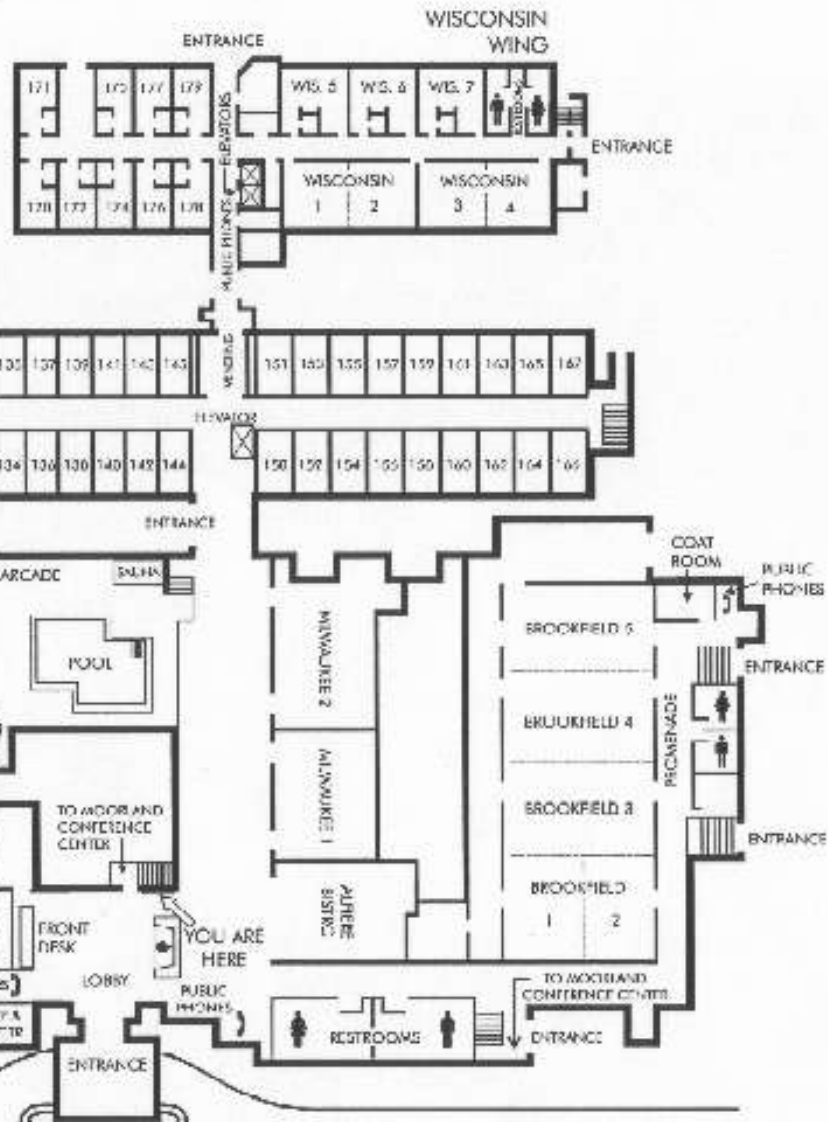 WISCONSIN
WING
ENTRANCE
171
175 177 179
WIS. 5
WIS. 6
WIS. 7
RESTROOMS
ELEVATORS
ENTRANCE
WISCONSIN
1 2
WISCONSIN
3 4
170 172 174 176 178
PUBLIC PHONES
135 137 139 141 143 145
VENDING
151 153 155 157 159 161 163 165 167
ELEVATOR
134 136 138 140 142 144
150 152 154 156 158 160 162 164 166
ENTRANCE
ARCADE
SAUNA
COAT
ROOM
PUBLIC
PHONES
POOL
MILWAUKEE 2
BROOKFIELD 5
ENTRANCE
BROOKFIELD 4
PROMENADE
MILWAUKEE 1
BROOKFIELD 3
TO MOORLAND
CONFERENCE
CENTER
ENTRANCE
BISTRO
BROOKFIELD
1 2
FRONT
DESK
YOU ARE
HERE
LOBBY
PUBLIC
PHONES
TO MOORLAND
CONFERENCE CENTER
RESTROOMS
ENTRANCE
ENTRANCE